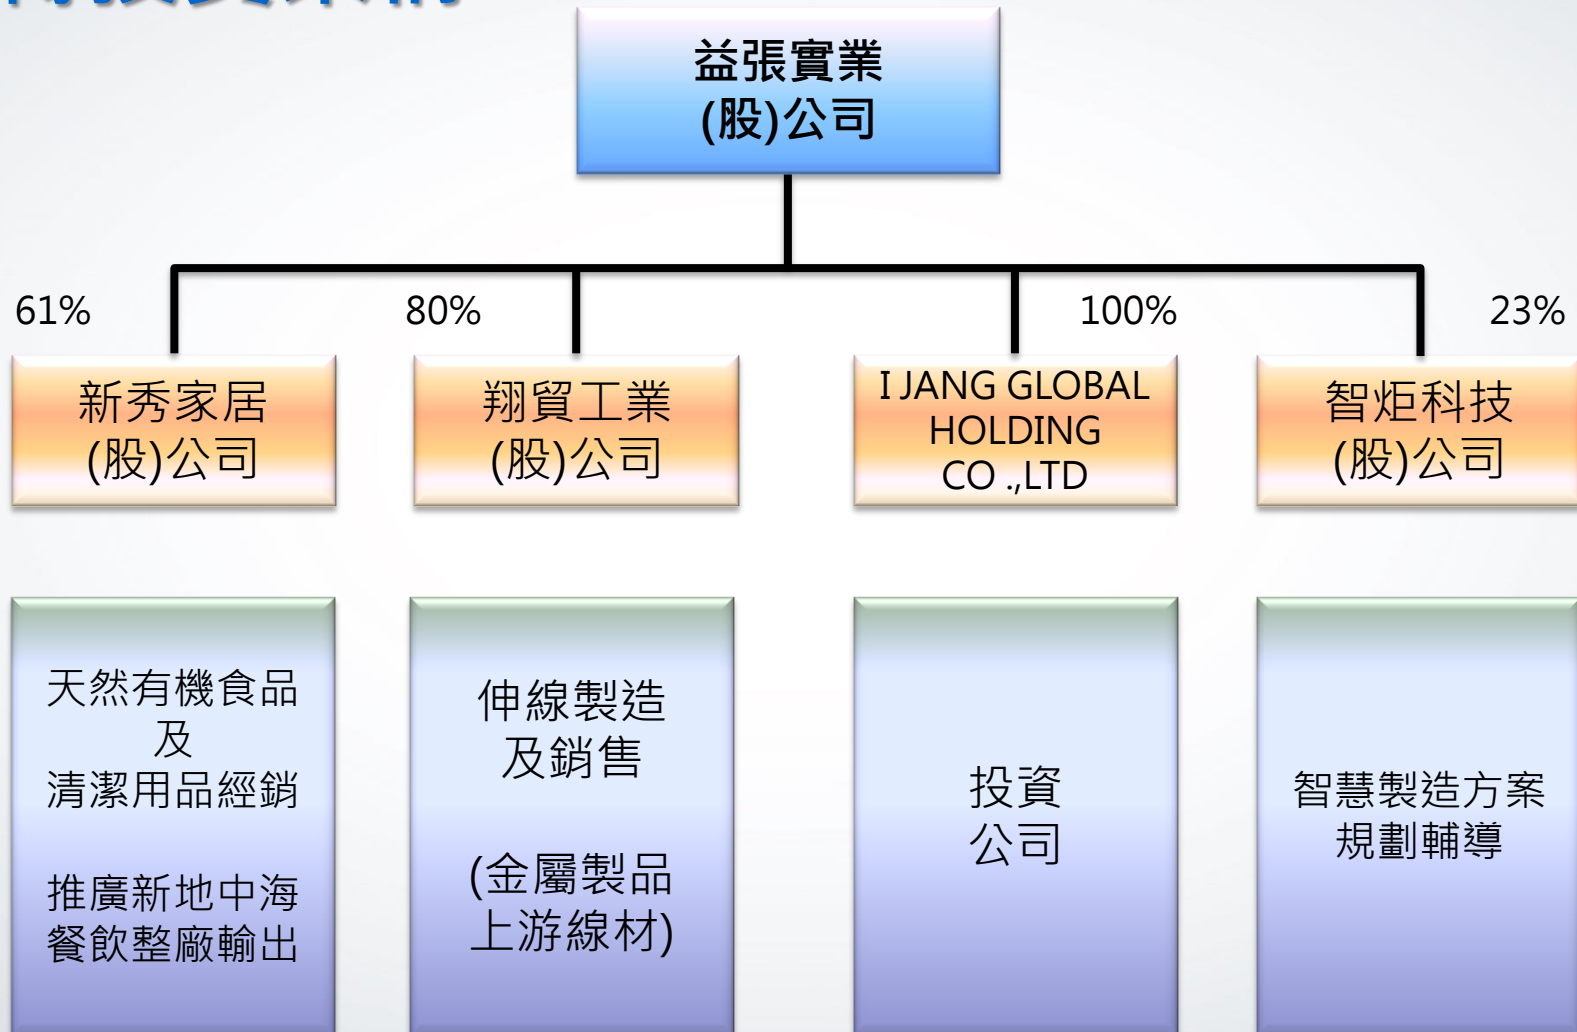 益張實業
(股)公司
61%
80%
100%
23%
新秀家居
(股)公司
翔貿工業
(股)公司
I JANG GLOBAL
HOLDING
CO .,LTD
智炬科技
(股)公司
天然有機食品
及
清潔用品經銷
推廣新地中海
餐飲整廠輸出
伸線製造
及銷售
(金屬製品
上游線材)
投資
公司
智慧製造方案
規劃輔導